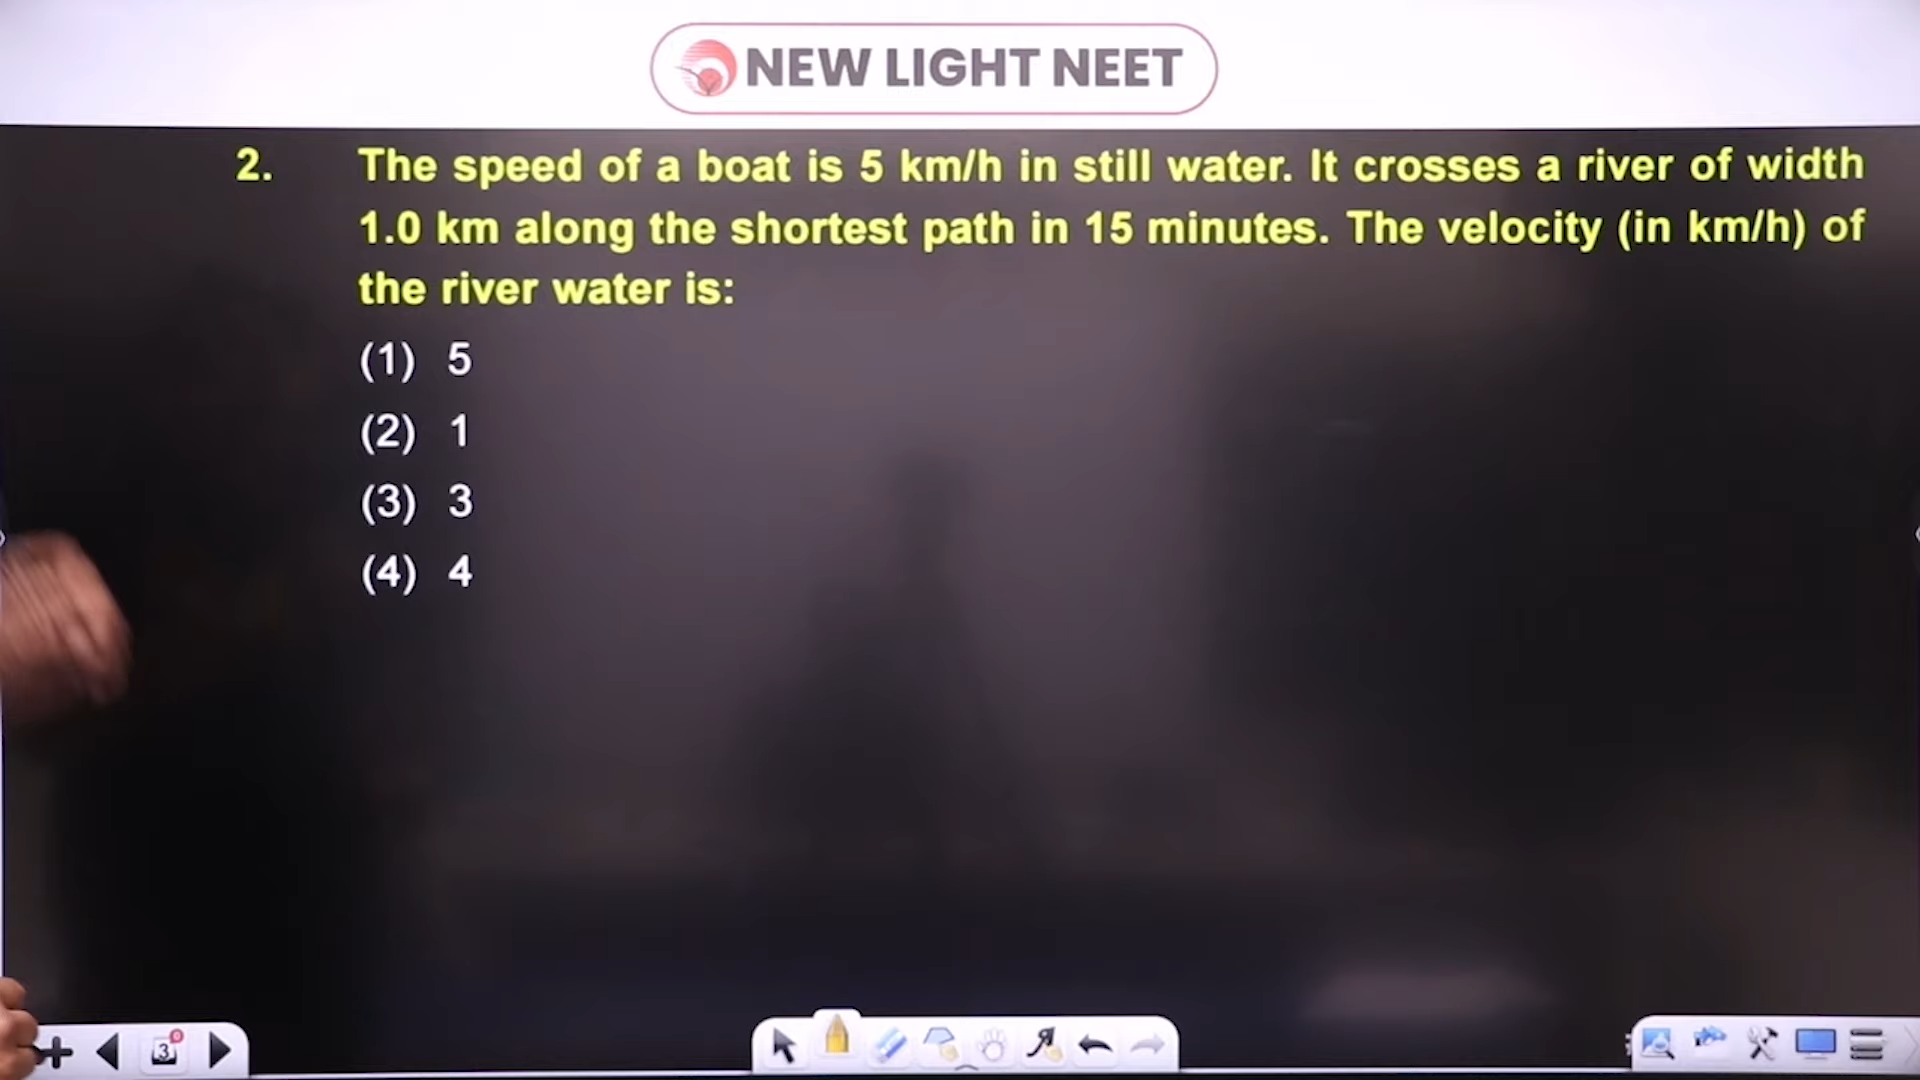 NEW LIGHT NEET
2. The speed of a boat is 5 km/h in still water. It crosses a river of width
1.0 km along the shortest path in 15 minutes. The velocity (in km/h) of
the river water is:
(1) 5
(2) 1
(3) 3
(4) 4
3